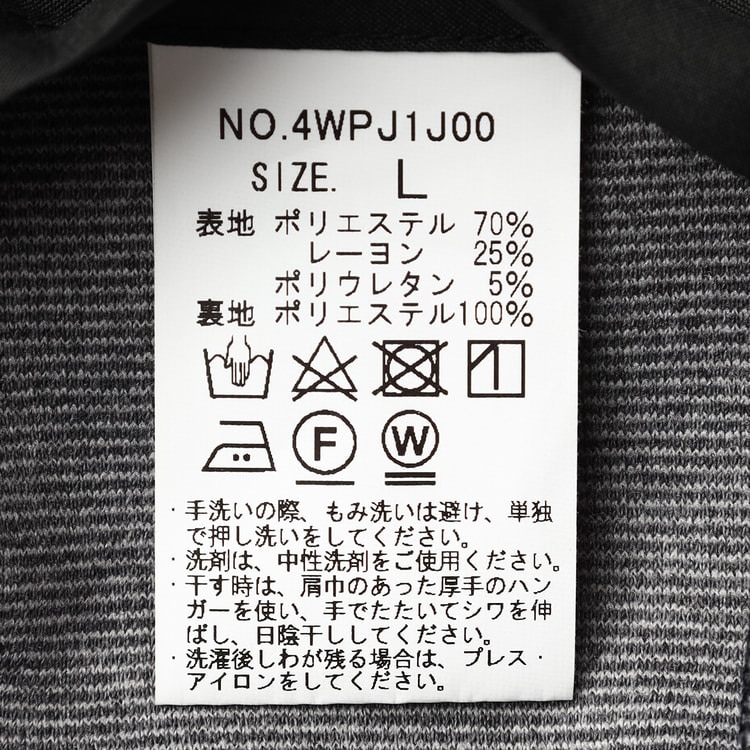 NO.4WPJ1J00
SIZE. L
表地 ポリエステル 70%
レーヨン 25%
ポリウレタン 5%
裏地 ポリエステル100%
F W
・手洗いの際、もみ洗いは避け、単独
で押し洗いをしてください。
・洗剤は、中性洗剤をご使用ください。
・干す時は、肩巾のあった厚手のハン
ガーを使い、手でたたいてシワを伸
ばし、日陰干ししてください。
・洗濯後しわが残る場合は、プレス・
アイロンをしてください。